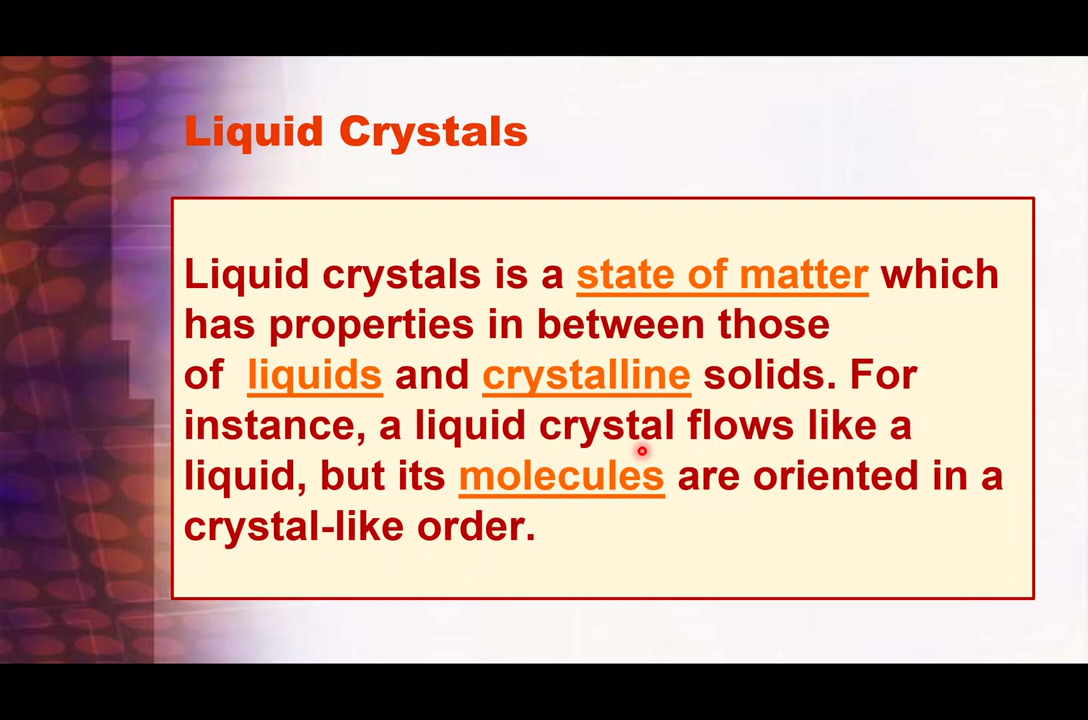 Liquid Crystals
Liquid crystals is a state of matter which
has properties in between those
of liquids and crystalline solids. For
instance, a liquid crystal flows like a
liquid, but its molecules are oriented in a
crystal-like order.